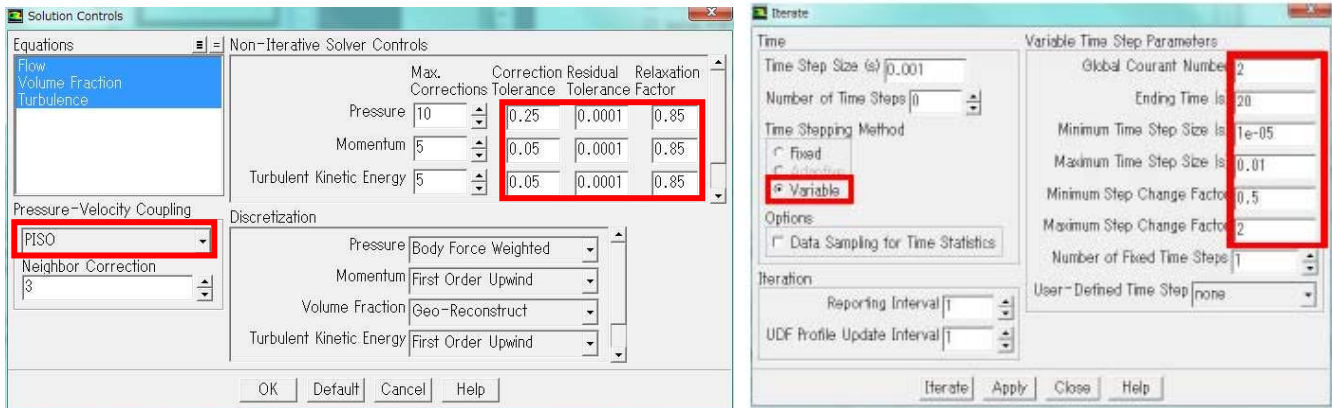 Solution Controls
Equations
Flow
Volume Fraction
Turbulence
Pressure-Velocity Coupling
PISO
Neighbor Correction
3
Non-Iterative Solver Controls
Max. Correction Residual Relaxation
Corrections Tolerance Tolerance Factor
Pressure 10 0.25 0.0001 0.85
Momentum 5 0.05 0.0001 0.85
Turbulent Kinetic Energy 5 0.05 0.0001 0.85
Discretization
Pressure Body Force Weighted
Momentum First Order Upwind
Volume Fraction Geo-Reconstruct
Turbulent Kinetic Energy First Order Upwind
OK Default Cancel Help
Iterate
Time
Time Step Size (s) 0.001
Number of Time Steps 0
Time Stepping Method
Fixed
Adaptive
Variable
Options
Data Sampling for Time Statistics
Iteration
Reporting Interval 1
UDF Profile Update Interval 1
Variable Time Step Parameters
Global Courant Number 2
Ending Time (s 20
Minimum Time Step Size (s 1e-05
Maximum Time Step Size (s 0.01
Minimum Step Change Factor 0.5
Maximum Step Change Factor 2
Number of Fixed Time Steps 1
User-Defined Time Step none
Iterate Apply Close Help